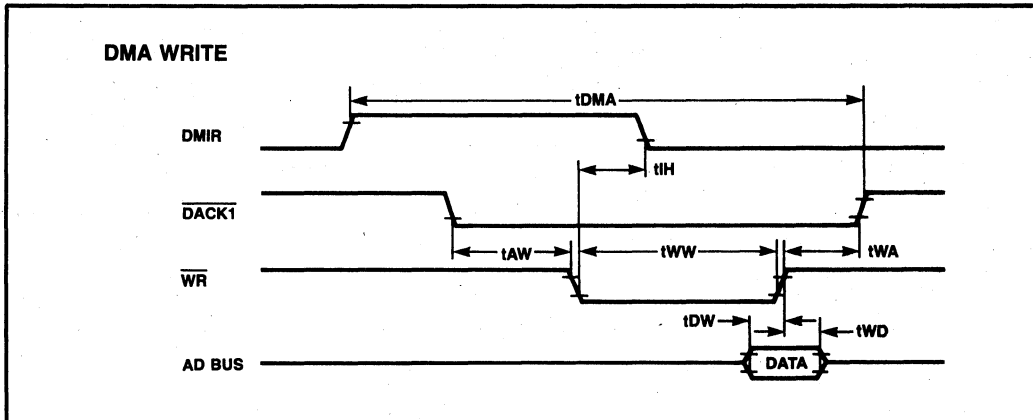 DMA WRITE
tDMA
DMIR
tIH
DACK1
tAW
tWW
tWA
WR
tDW
tWD
AD BUS
DATA